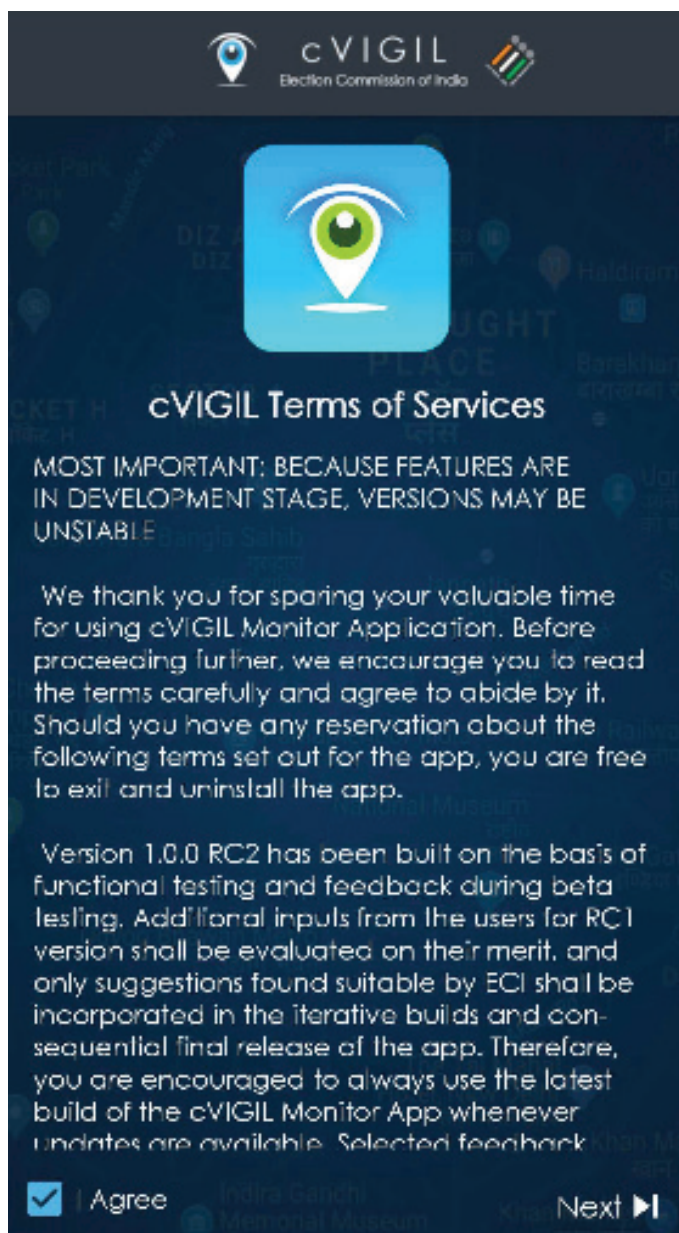 cVIGIL
Election Commission of India
cVIGIL Terms of Services
MOST IMPORTANT: BECAUSE FEATURES ARE
IN DEVELOPMENT STAGE, VERSIONS MAY BE
UNSTABLE
We thank you for sparing your valuable time
for using cVIGIL Monitor Application. Before
proceeding further, we encourage you to read
the terms carefully and agree to abide by it.
Should you have any reservation about the
following terms set out for the app, you are free
to exit and uninstall the app.
Version 1.0.0 RC2 has been built on the basis of
functional testing and feedback during beta
testing. Additional inputs from the users for RC1
version shall be evaluated on their merit. and
only suggestions found suitable by ECI shall be
incorporated in the iterative builds and con-
sequential final release of the app. Therefore,
you are encouraged to always use the latest
build of the cVIGIL Monitor App whenever
updates are available. Selected feedback
I Agree
Next